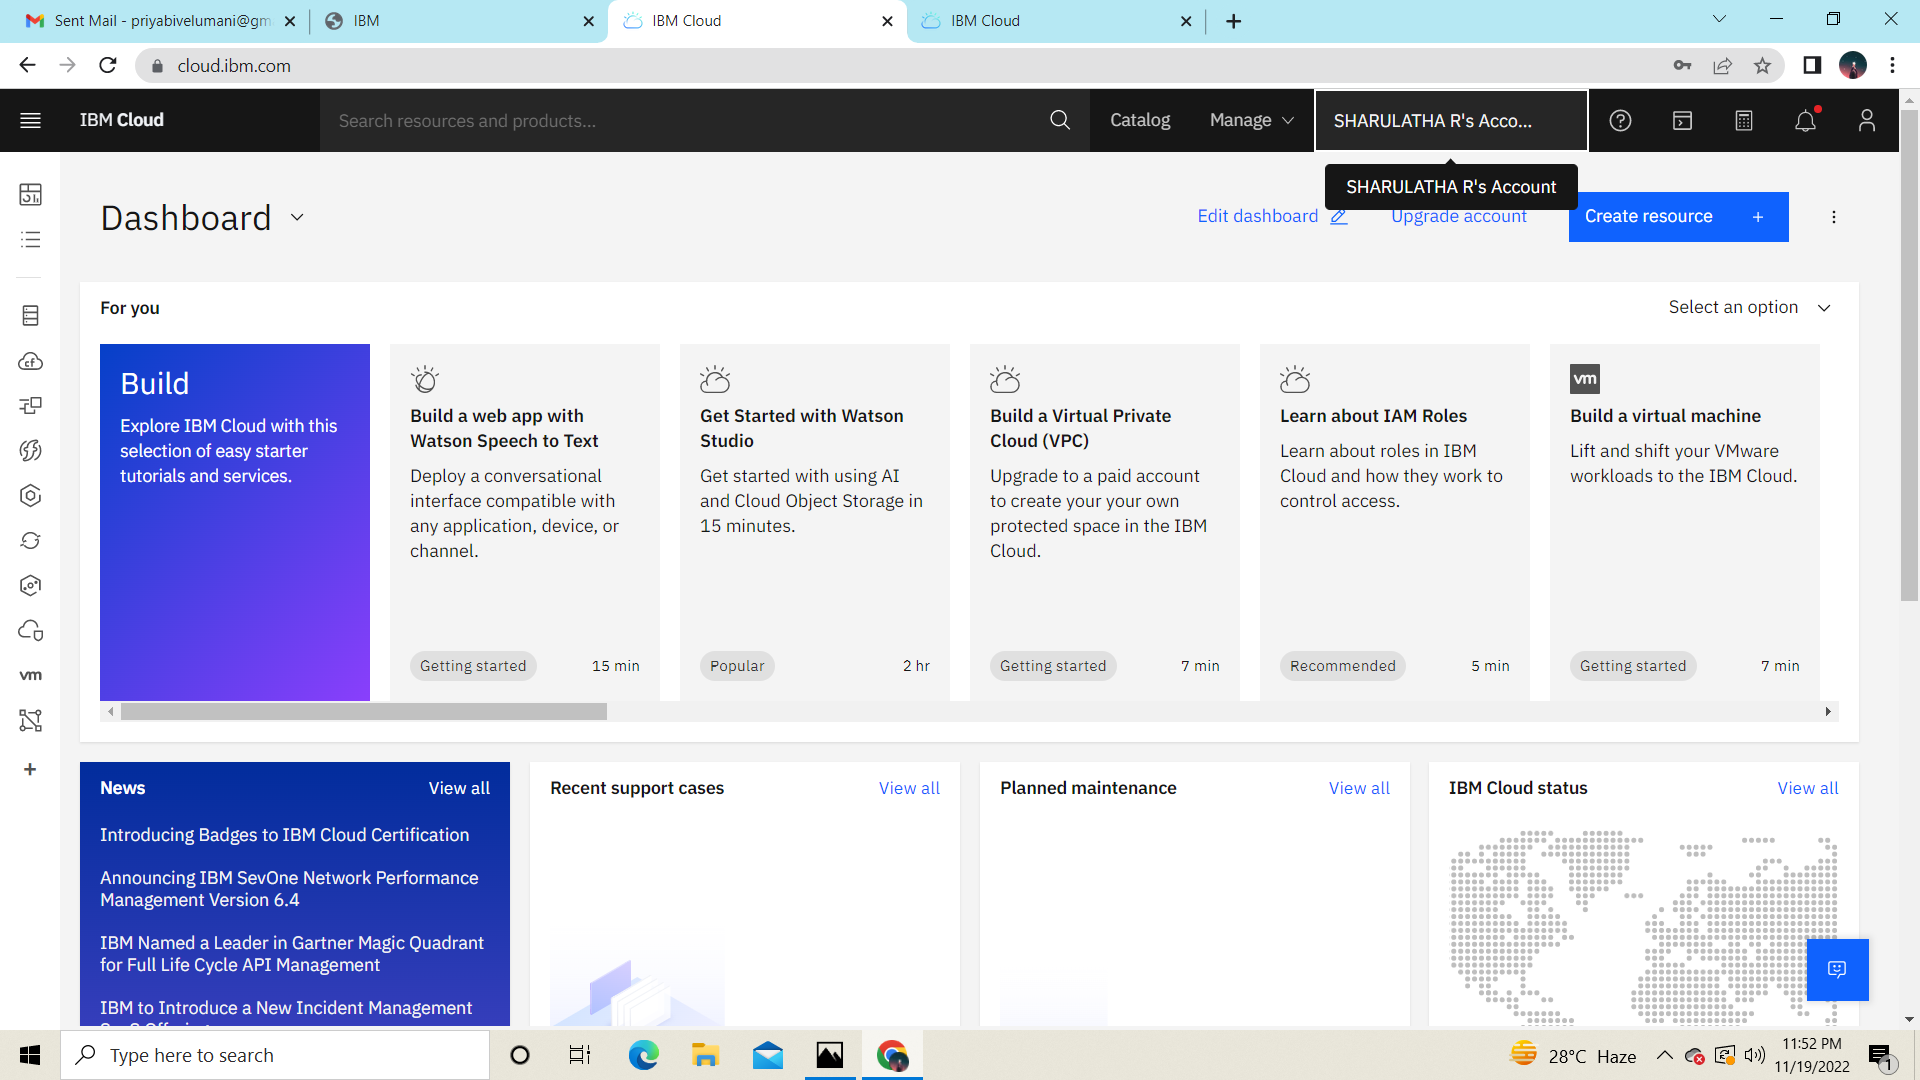 Sent Mail - priyabivelumani@gm
IBM
IBM Cloud
IBM Cloud
cloud.ibm.com
IBM Cloud
Search resources and products...
Catalog
Manage
SHARULATHA R's Acco...
SHARULATHA R's Account
Dashboard
Edit dashboard
Upgrade account
Create resource +
For you
Select an option
Build
Explore IBM Cloud with this
selection of easy starter
tutorials and services.
Build a web app with
Watson Speech to Text
Deploy a conversational
interface compatible with
any application, device, or
channel.
Getting started
15 min
Get Started with Watson
Studio
Get started with using AI
and Cloud Object Storage in
15 minutes.
Popular
2 hr
Build a Virtual Private
Cloud (VPC)
Upgrade to a paid account
to create your your own
protected space in the IBM
Cloud.
Getting started
7 min
Learn about IAM Roles
Learn about roles in IBM
Cloud and how they work to
control access.
Recommended
5 min
vm
Build a virtual machine
Lift and shift your VMware
workloads to the IBM Cloud.
Getting started
7 min
vm
News
View all
Introducing Badges to IBM Cloud Certification
Announcing IBM SevOne Network Performance
Management Version 6.4
IBM Named a Leader in Gartner Magic Quadrant
for Full Life Cycle API Management
IBM to Introduce a New Incident Management
Recent support cases
View all
Planned maintenance
View all
IBM Cloud status
View all
Type here to search
28°C Haze
11:52 PM
11/19/2022
1